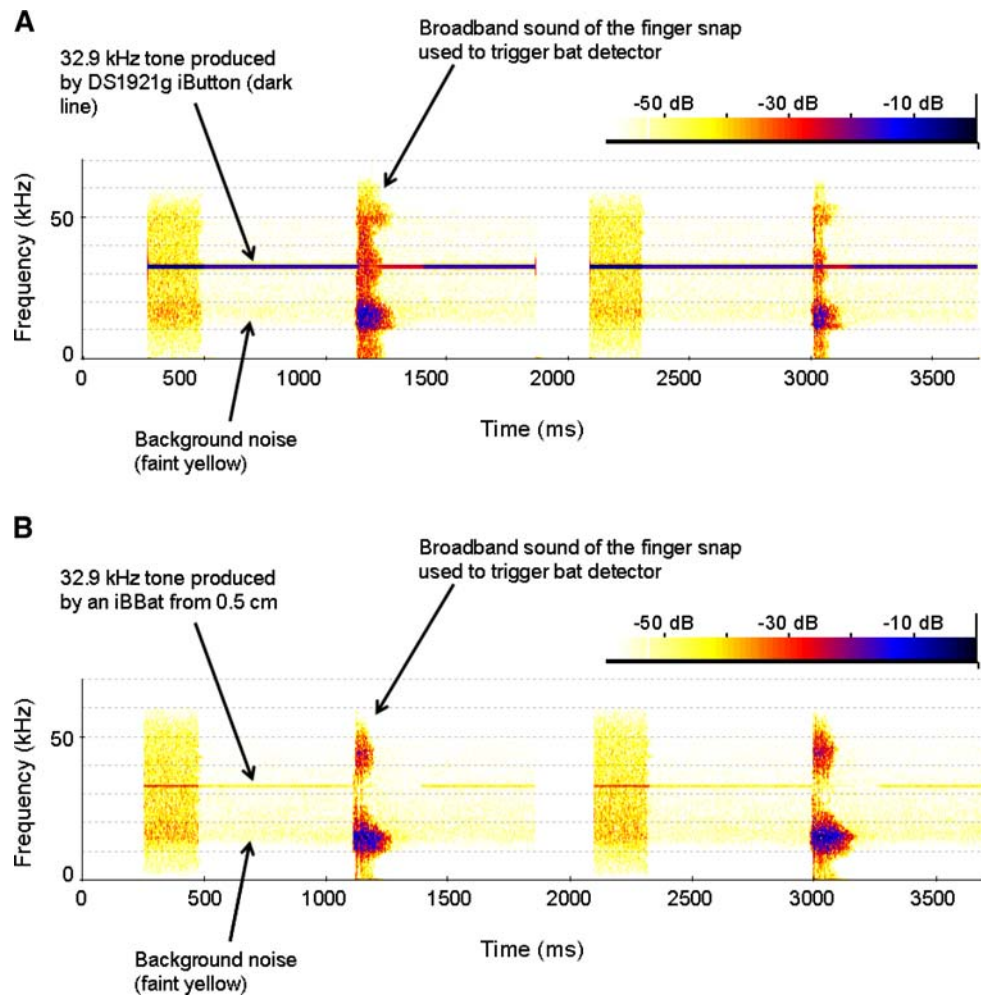 A
Broadband sound of the finger snap
used to trigger bat detector
32.9 kHz tone produced
by DS1921g iButton (dark
line)
-50 dB -30 dB -10 dB
Frequency (kHz)
50
0
0 500 1000 1500 2000 2500 3000 3500
Time (ms)
Background noise
(faint yellow)
B
Broadband sound of the finger snap
used to trigger bat detector
32.9 kHz tone produced
by an iBBat from 0.5 cm
-50 dB -30 dB -10 dB
Frequency (kHz)
50
0
0 500 1000 1500 2000 2500 3000 3500
Time (ms)
Background noise
(faint yellow)